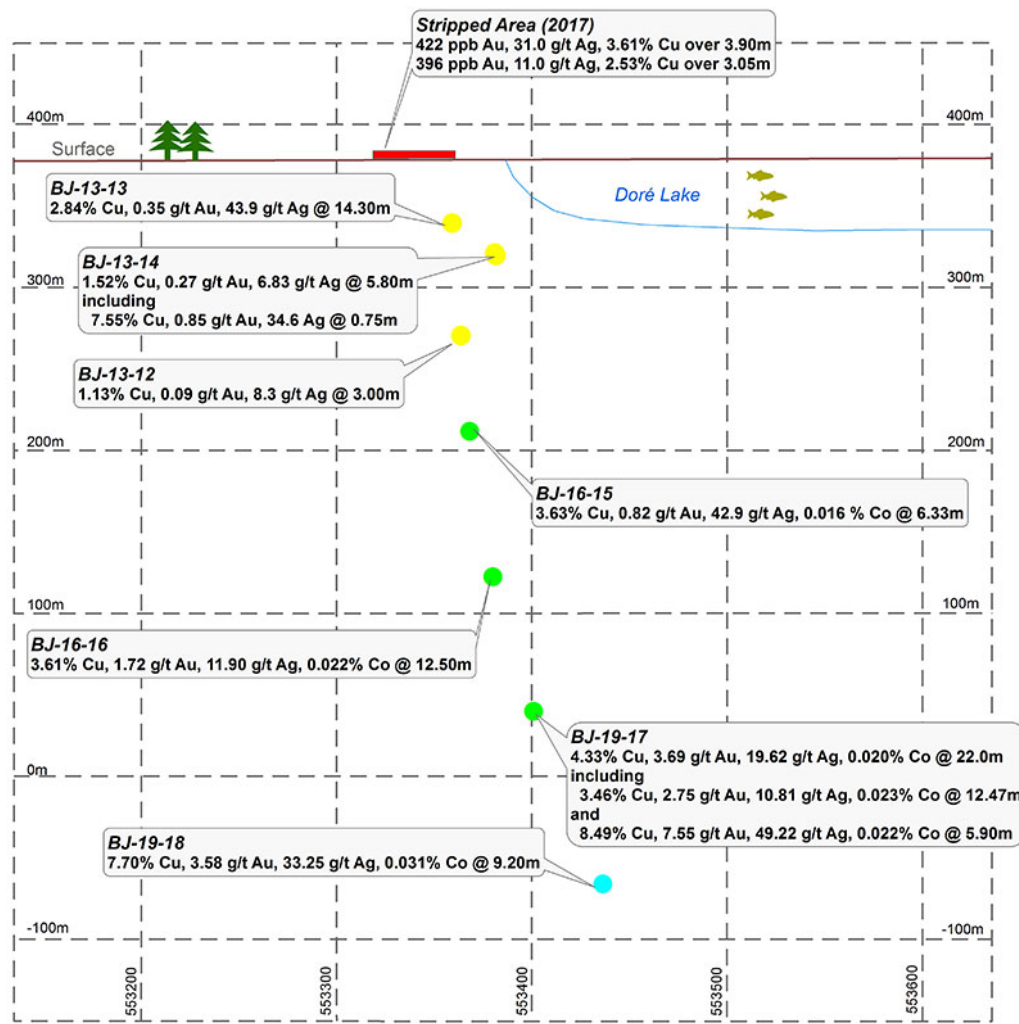 Stripped Area (2017)
422 ppb Au, 31.0 g/t Ag, 3.61% Cu over 3.90m
396 ppb Au, 11.0 g/t Ag, 2.53% Cu over 3.05m
400m
400m
Surface
BJ-13-13
2.84% Cu, 0.35 g/t Au, 43.9 g/t Ag @ 14.30m
Doré Lake
BJ-13-14
1.52% Cu, 0.27 g/t Au, 6.83 g/t Ag @ 5.80m
including
7.55% Cu, 0.85 g/t Au, 34.6 Ag @ 0.75m
300m
300m
BJ-13-12
1.13% Cu, 0.09 g/t Au, 8.3 g/t Ag @ 3.00m
200m
200m
BJ-16-15
3.63% Cu, 0.82 g/t Au, 42.9 g/t Ag, 0.016 % Co @ 6.33m
100m
100m
BJ-16-16
3.61% Cu, 1.72 g/t Au, 11.90 g/t Ag, 0.022% Co @ 12.50m
BJ-19-17
4.33% Cu, 3.69 g/t Au, 19.62 g/t Ag, 0.020% Co @ 22.0m
including
3.46% Cu, 2.75 g/t Au, 10.81 g/t Ag, 0.023% Co @ 12.47m
and
8.49% Cu, 7.55 g/t Au, 49.22 g/t Ag, 0.022% Co @ 5.90m
0m
0m
BJ-19-18
7.70% Cu, 3.58 g/t Au, 33.25 g/t Ag, 0.031% Co @ 9.20m
-100m
-100m
553200
553300
553400
553500
553600